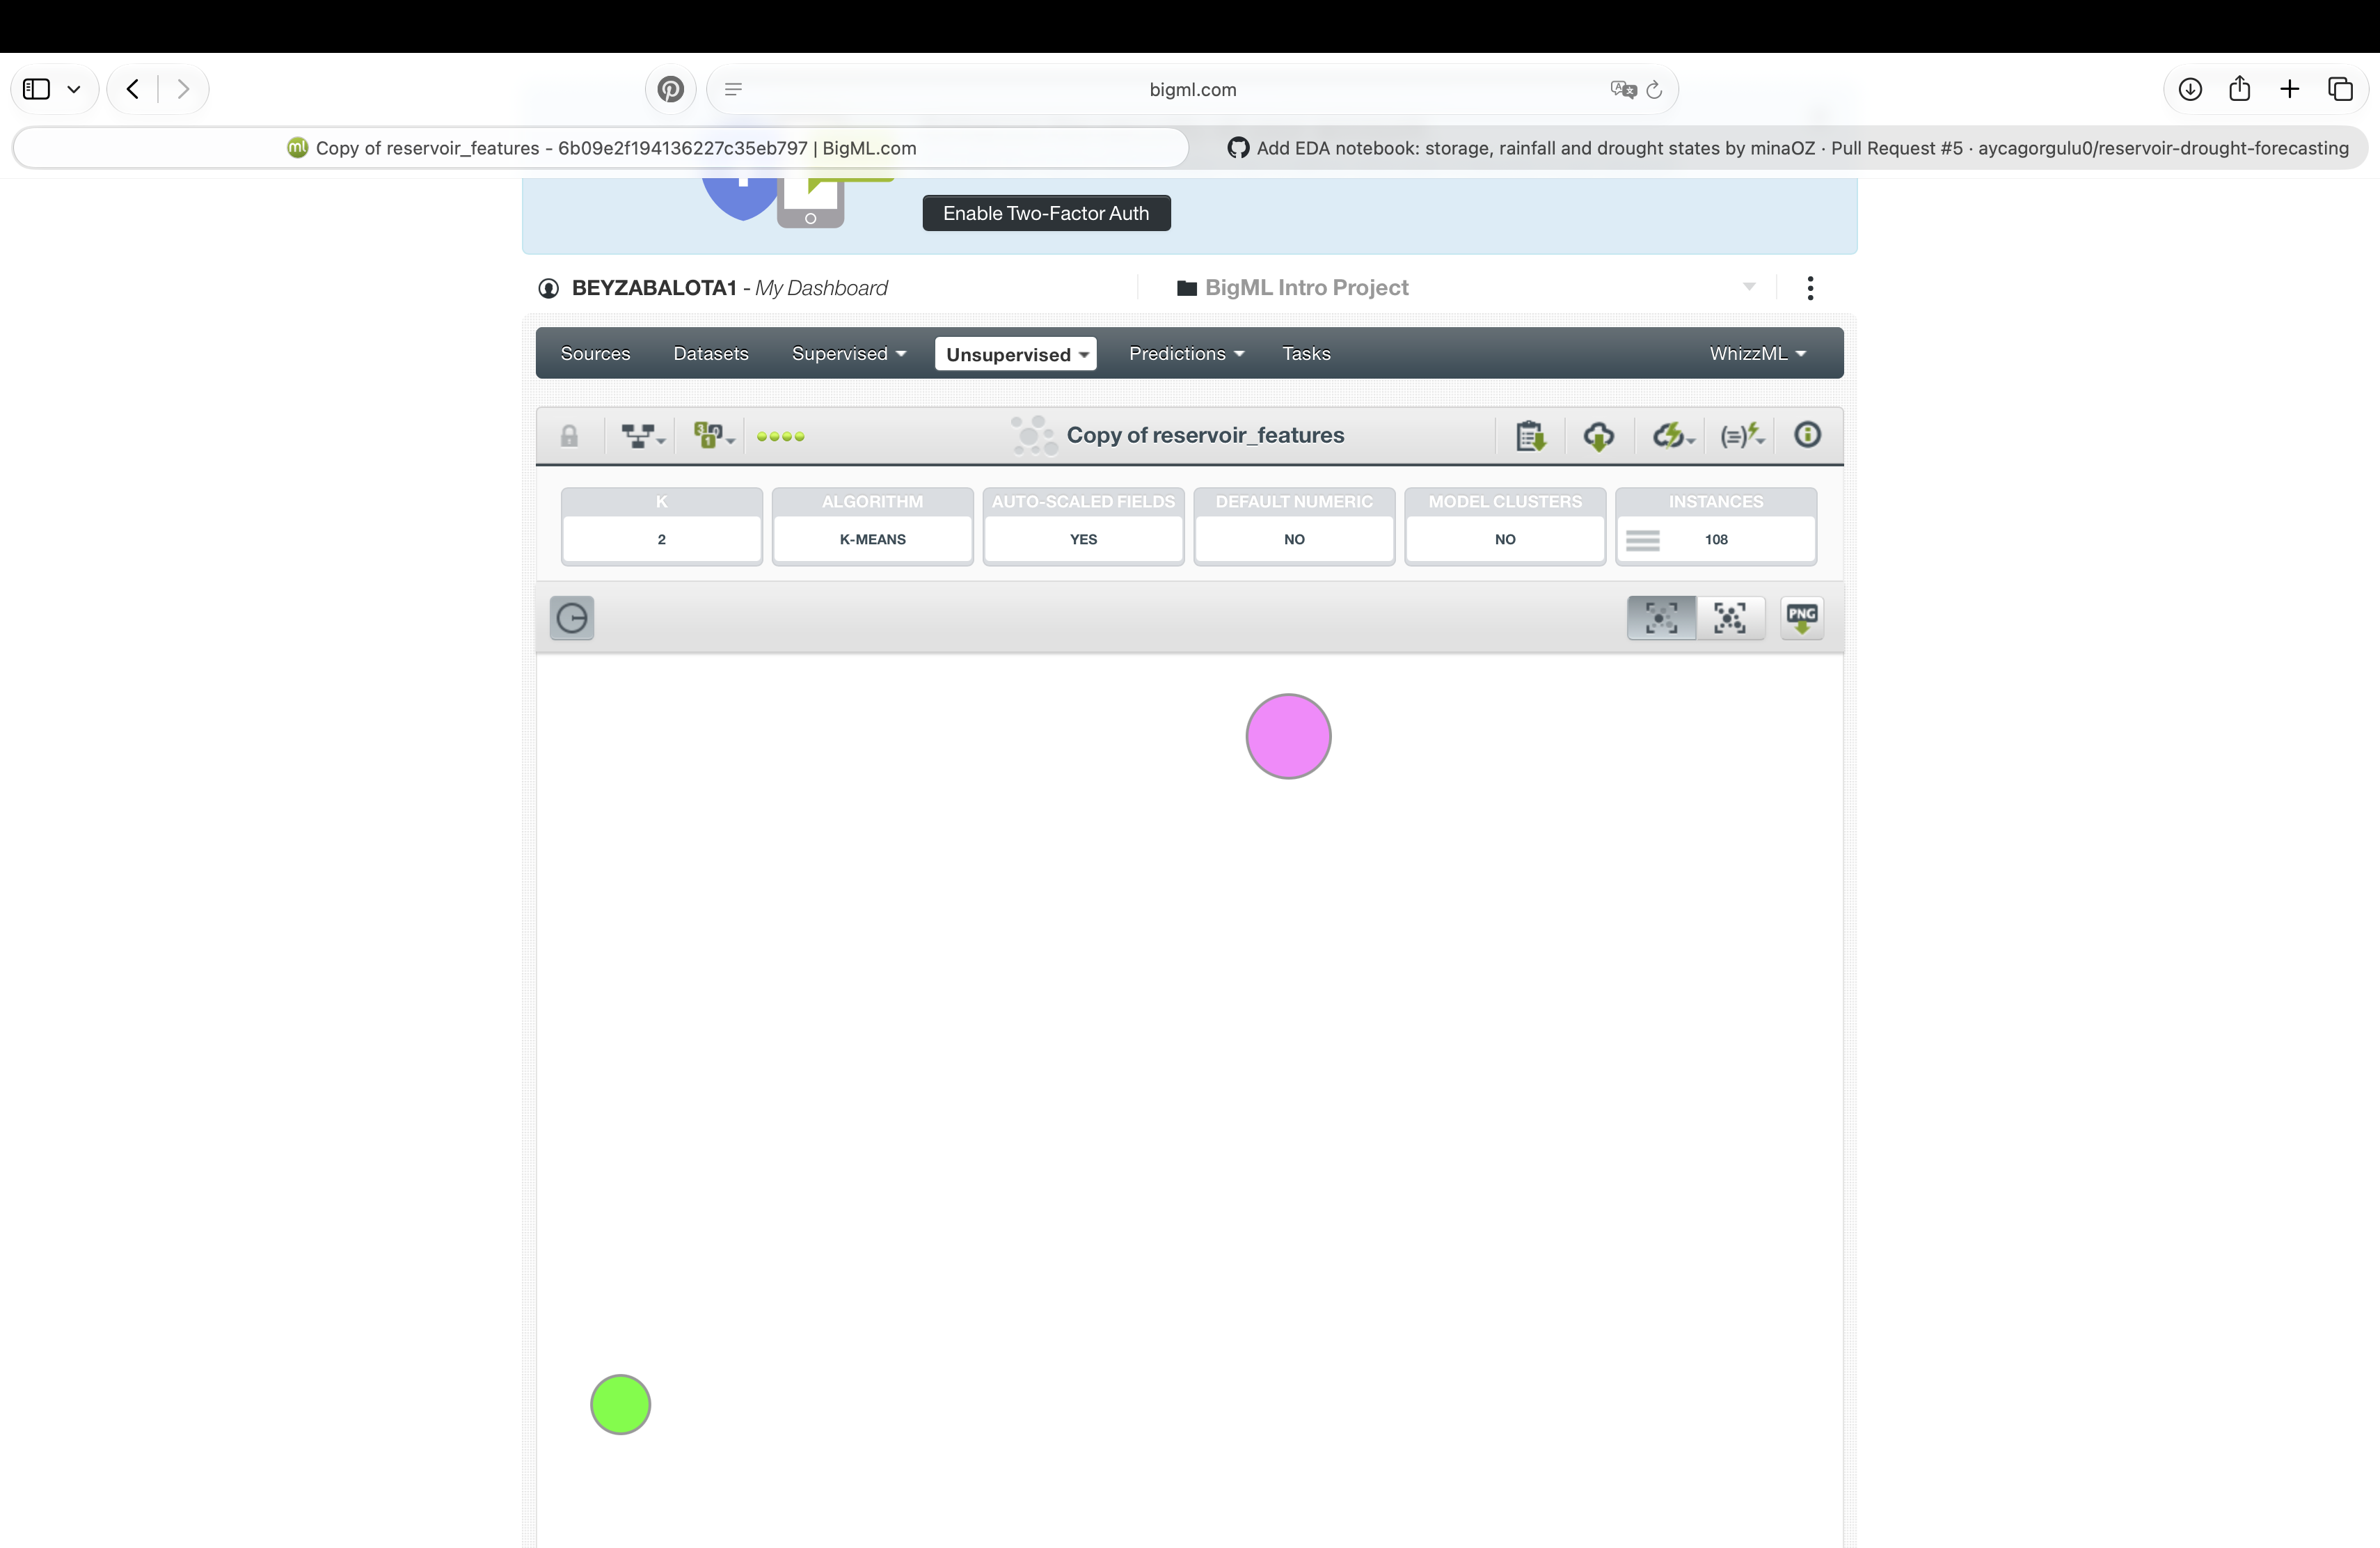 bigml.com
Copy of reservoir_features - 6b09e2f194136227c35eb797 | BigML.com
Add EDA notebook: storage, rainfall and drought states by minaOZ · Pull Request #5 · aycagorgulu0/reservoir-drought-forecasting
Enable Two-Factor Auth
BEYZABALOTA1 - My Dashboard
BigML Intro Project
Sources Datasets Supervised Unsupervised Predictions Tasks WhizzML
Copy of reservoir_features
K ALGORITHM AUTO-SCALED FIELDS DEFAULT NUMERIC MODEL CLUSTERS INSTANCES
2 K-MEANS YES NO NO 108
PNG